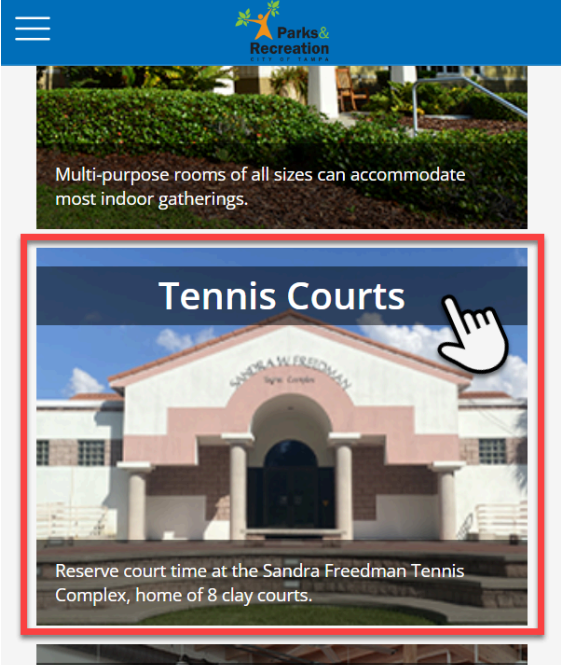 Parks&
Recreation
CITY OF TAMPA
Multi-purpose rooms of all sizes can accommodate
most indoor gatherings.
Tennis Courts
SANDRA W. FREEDMAN
Tennis Complex
Reserve court time at the Sandra Freedman Tennis
Complex, home of 8 clay courts.